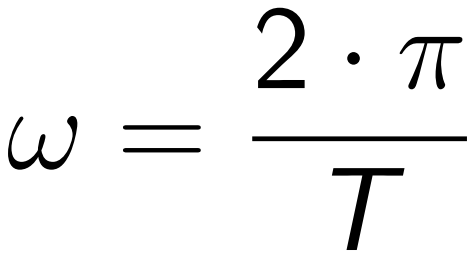 ω = 2 · π / T